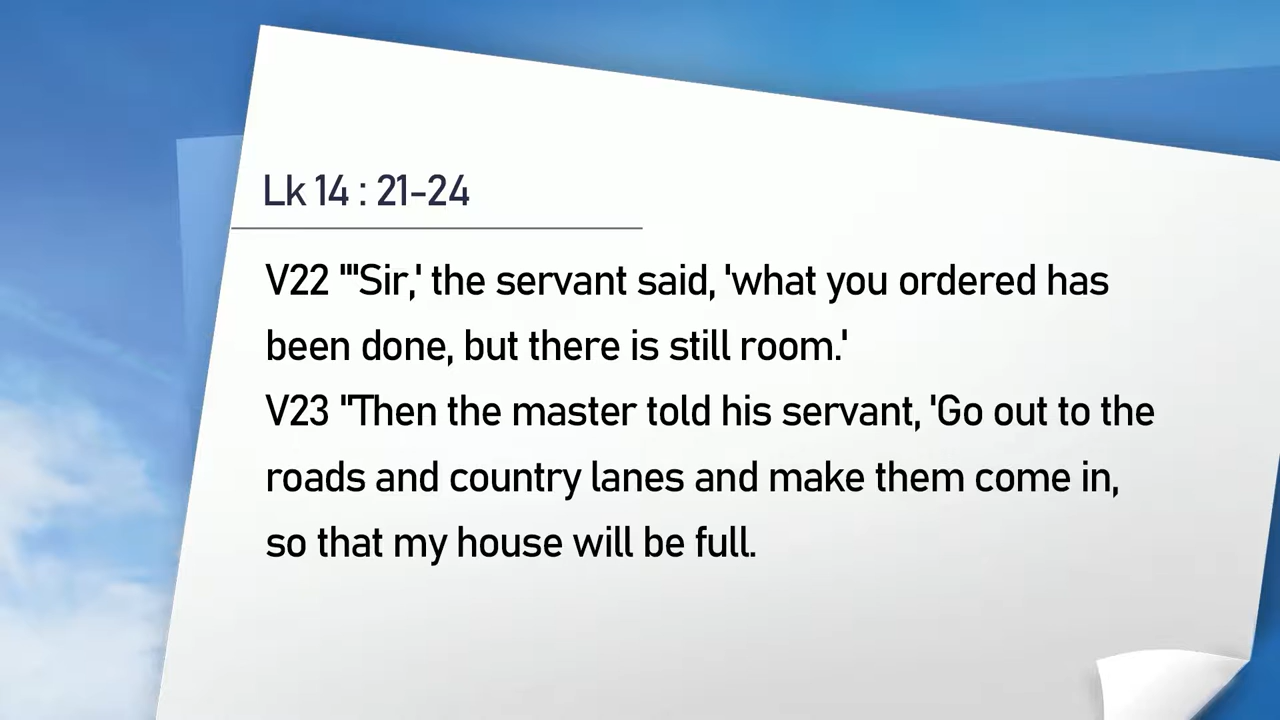 Lk 14 : 21-24
V22 "'Sir,' the servant said, 'what you ordered has
been done, but there is still room.'
V23 "Then the master told his servant, 'Go out to the
roads and country lanes and make them come in,
so that my house will be full.